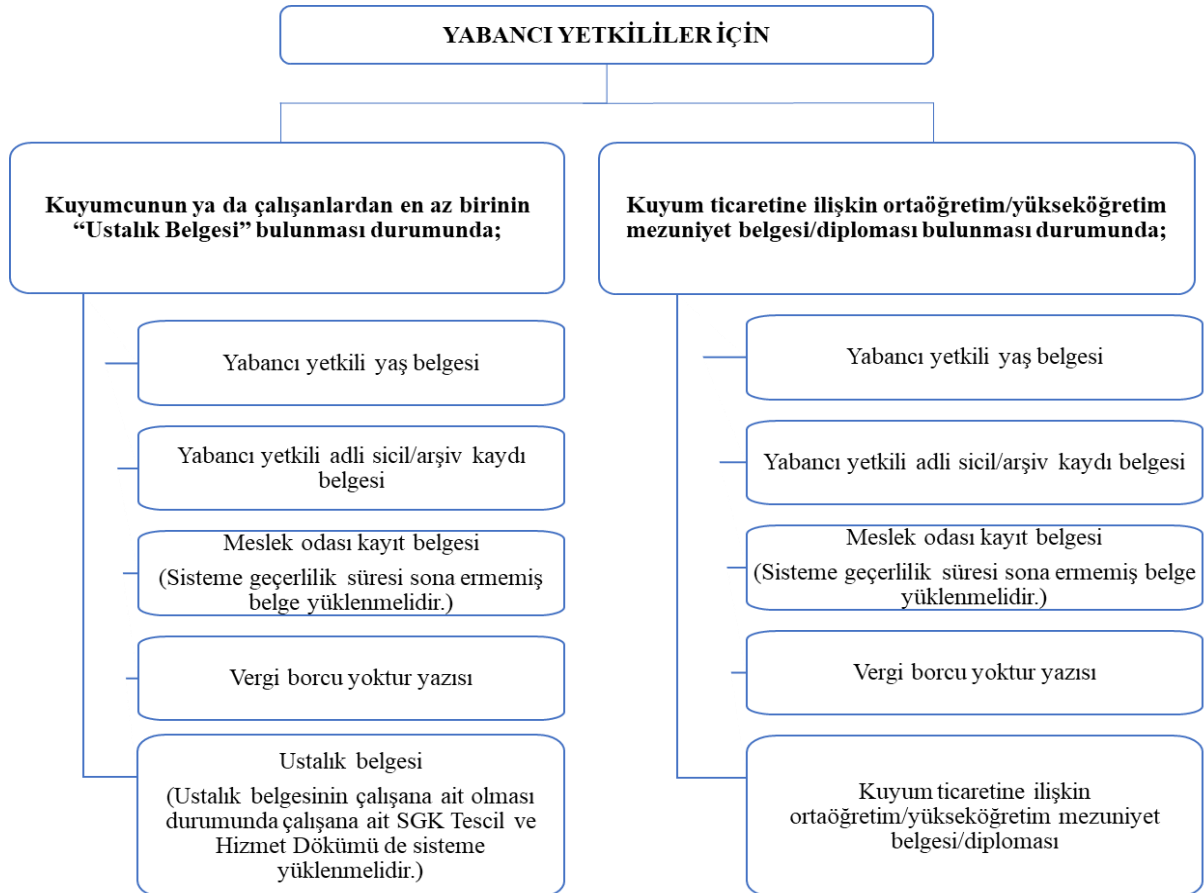 YABANCI YETKİLİLER İÇİN
Kuyumcunun ya da çalışanlardan en az birinin
“Ustalık Belgesi” bulunması durumunda;
Yabancı yetkili yaş belgesi
Yabancı yetkili adli sicil/arşiv kaydı
belgesi
Meslek odası kayıt belgesi
(Sisteme geçerlilik süresi sona ermemiş
belge yüklenmelidir.)
Vergi borcu yoktur yazısı
Ustalık belgesi
(Ustalık belgesinin çalışana ait olması
durumunda çalışana ait SGK Tescil ve
Hizmet Dökümü de sisteme
yüklenmelidir.)
Kuyum ticaretine ilişkin ortaöğretim/yükseköğretim
mezuniyet belgesi/diploması bulunması durumunda;
Yabancı yetkili yaş belgesi
Yabancı yetkili adli sicil/arşiv kaydı belgesi
Meslek odası kayıt belgesi
(Sisteme geçerlilik süresi sona ermemiş belge
yüklenmelidir.)
Vergi borcu yoktur yazısı
Kuyum ticaretine ilişkin
ortaöğretim/yükseköğretim mezuniyet
belgesi/diploması